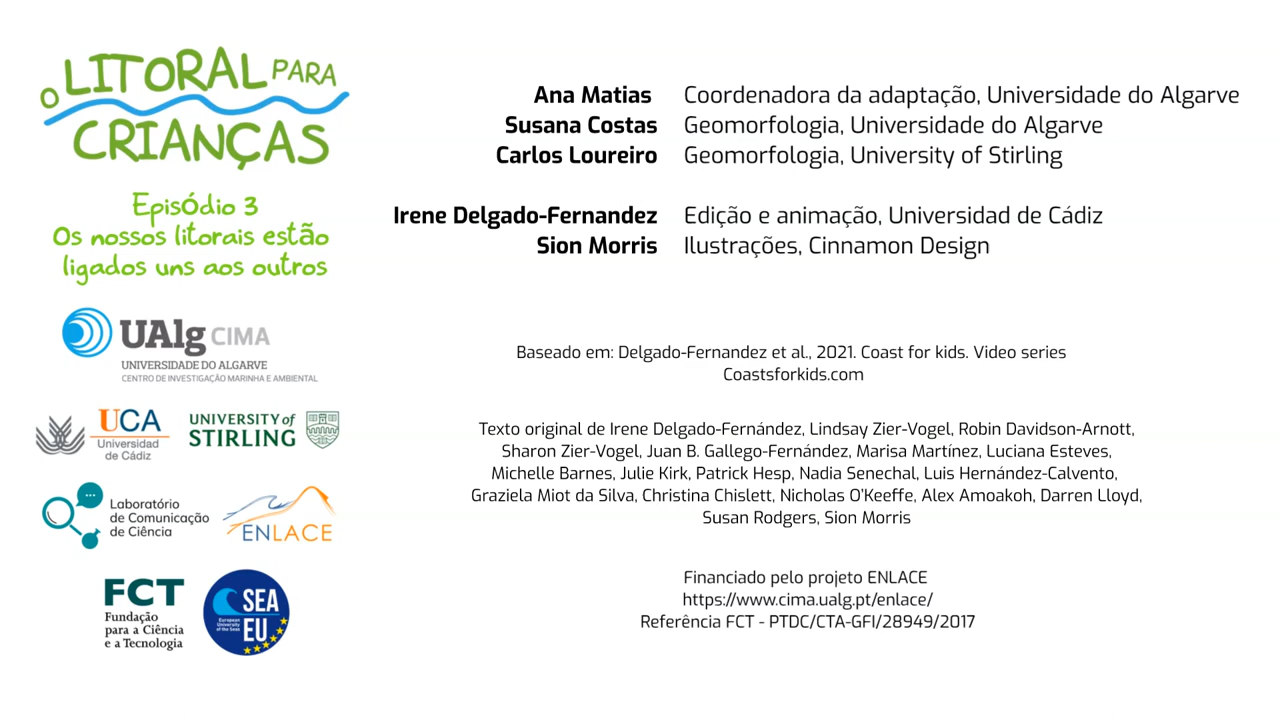 O LITORAL PARA
CRIANÇAS
Episódio 3
Os nossos litorais estão
ligados uns aos outros
UAlg CIMA
UNIVERSIDADE DO ALGARVE
CENTRO DE INVESTIGAÇÃO MARINHA E AMBIENTAL
UCA
Universidad
de Cádiz
UNIVERSITY of
STIRLING
Laboratório
de Comunicação
de Ciência
ENLACE
FCT
Fundação
para a Ciência
e a Tecnologia
SEA
EU
European
University
of the Seas
Ana Matias Coordenadora da adaptação, Universidade do Algarve
Susana Costas Geomorfologia, Universidade do Algarve
Carlos Loureiro Geomorfologia, University of Stirling
Irene Delgado-Fernandez Edição e animação, Universidad de Cádiz
Sion Morris Ilustrações, Cinnamon Design
Baseado em: Delgado-Fernandez et al., 2021. Coast for kids. Video series
Coastsforkids.com
Texto original de Irene Delgado-Fernández, Lindsay Zier-Vogel, Robin Davidson-Arnott,
Sharon Zier-Vogel, Juan B. Gallego-Fernández, Marisa Martínez, Luciana Esteves,
Michelle Barnes, Julie Kirk, Patrick Hesp, Nadia Senechal, Luis Hernández-Calvento,
Graziela Miot da Silva, Christina Chislett, Nicholas O'Keeffe, Alex Amoakoh, Darren Lloyd,
Susan Rodgers, Sion Morris
Financiado pelo projeto ENLACE
https://www.cima.ualg.pt/enlace/
Referência FCT - PTDC/CTA-GFI/28949/2017